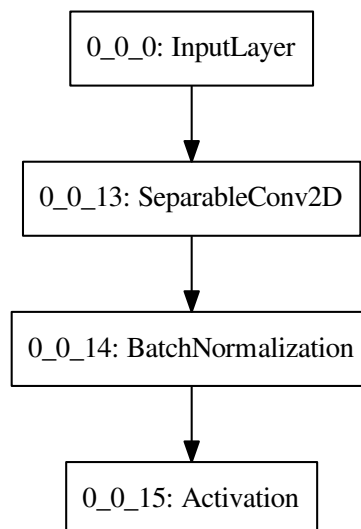 0_0_0: InputLayer
0_0_13: SeparableConv2D
0_0_14: BatchNormalization
0_0_15: Activation